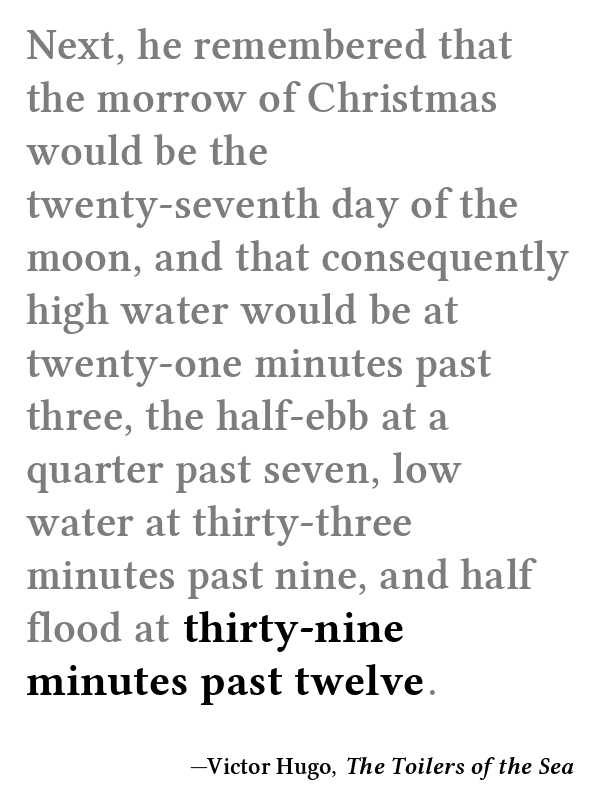 Next, he remembered that
the morrow of Christmas
would be the
twenty-seventh day of the
moon, and that consequently
high water would be at
twenty-one minutes past
three, the half-ebb at a
quarter past seven, low
water at thirty-three
minutes past nine, and half
flood at thirty-nine
minutes past twelve.
—Victor Hugo, The Toilers of the Sea